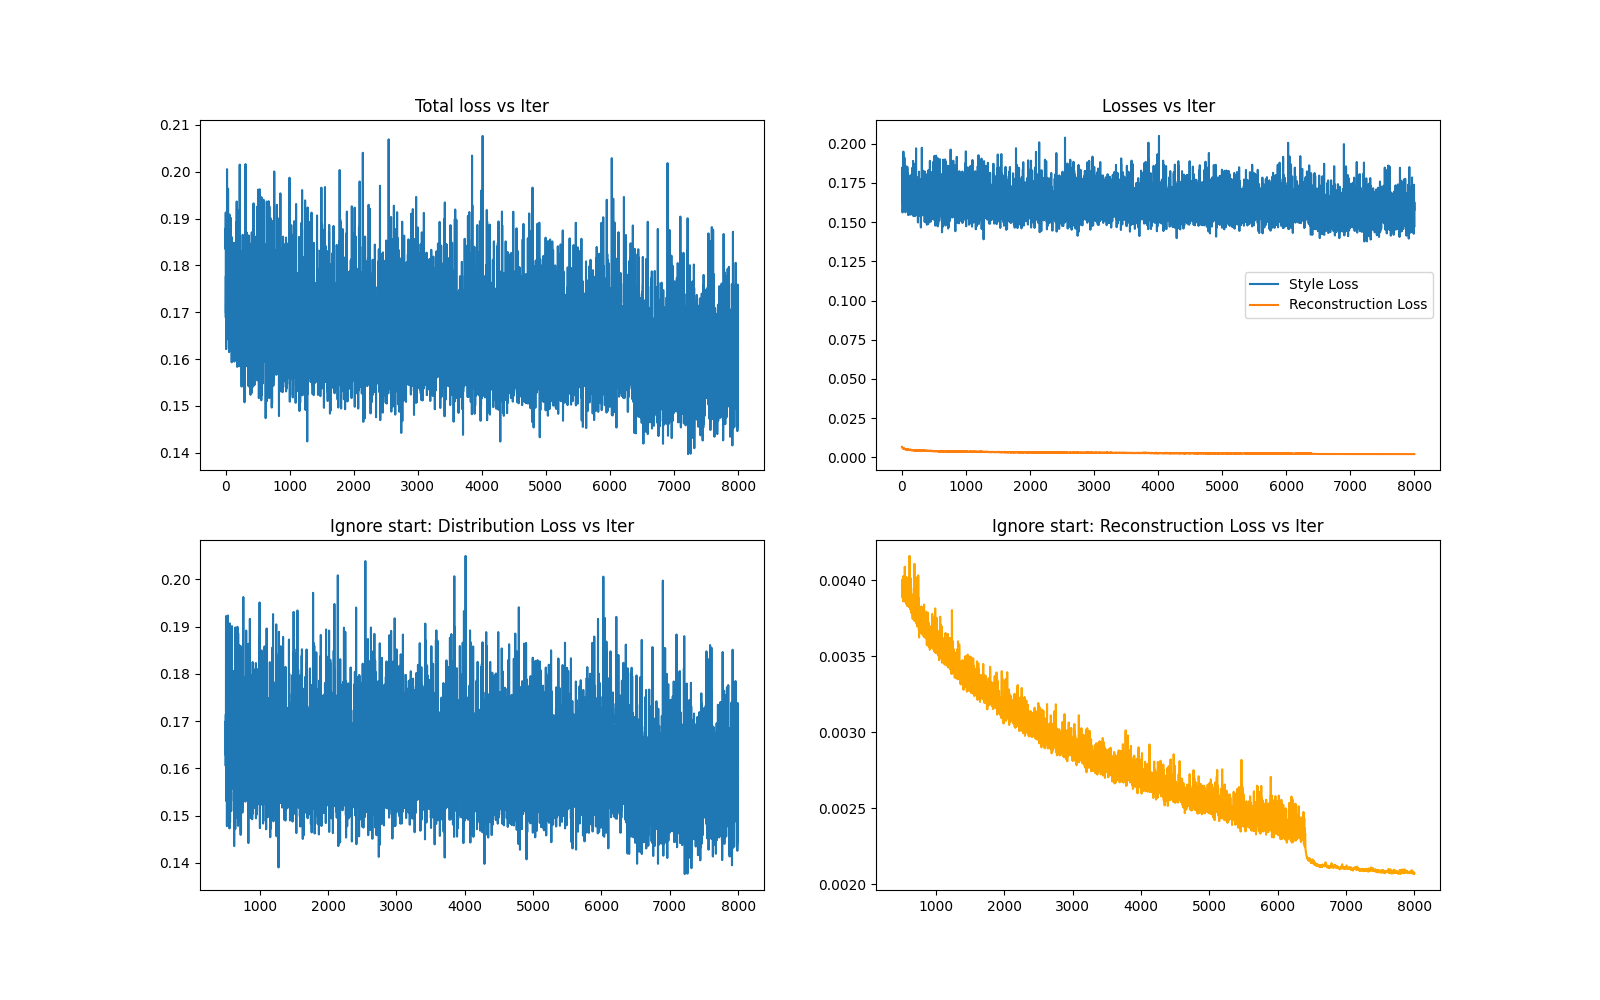 Total loss vs Iter
0.21
0.20
0.19
0.18
0.17
0.16
0.15
0.14
0 1000 2000 3000 4000 5000 6000 7000 8000
Losses vs Iter
0.200
0.175
0.150
0.125
0.100
0.075
0.050
0.025
0.000
Style Loss
Reconstruction Loss
0 1000 2000 3000 4000 5000 6000 7000 8000
Ignore start: Distribution Loss vs Iter
0.20
0.19
0.18
0.17
0.16
0.15
0.14
1000 2000 3000 4000 5000 6000 7000 8000
Ignore start: Reconstruction Loss vs Iter
0.0040
0.0035
0.0030
0.0025
0.0020
1000 2000 3000 4000 5000 6000 7000 8000